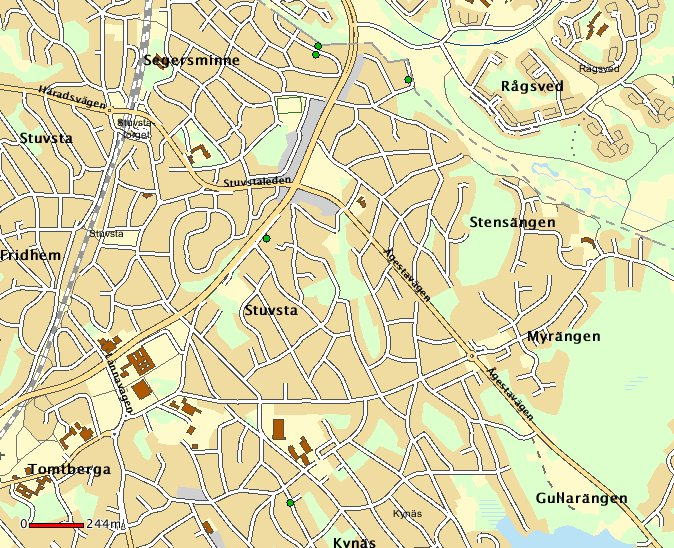 Segersminne
Rågsved
Rågsved
Häradsvägen
Stuvsta
torget
Stuvsta
Stuvstaleden
Stensängen
Stuvsta
Fridhem
Ågestavägen
Stuvsta
Myrängen
Lännavägen
Ågestavägen
Tomtberga
Gullarängen
Kynäs
0 244m
Kynäs